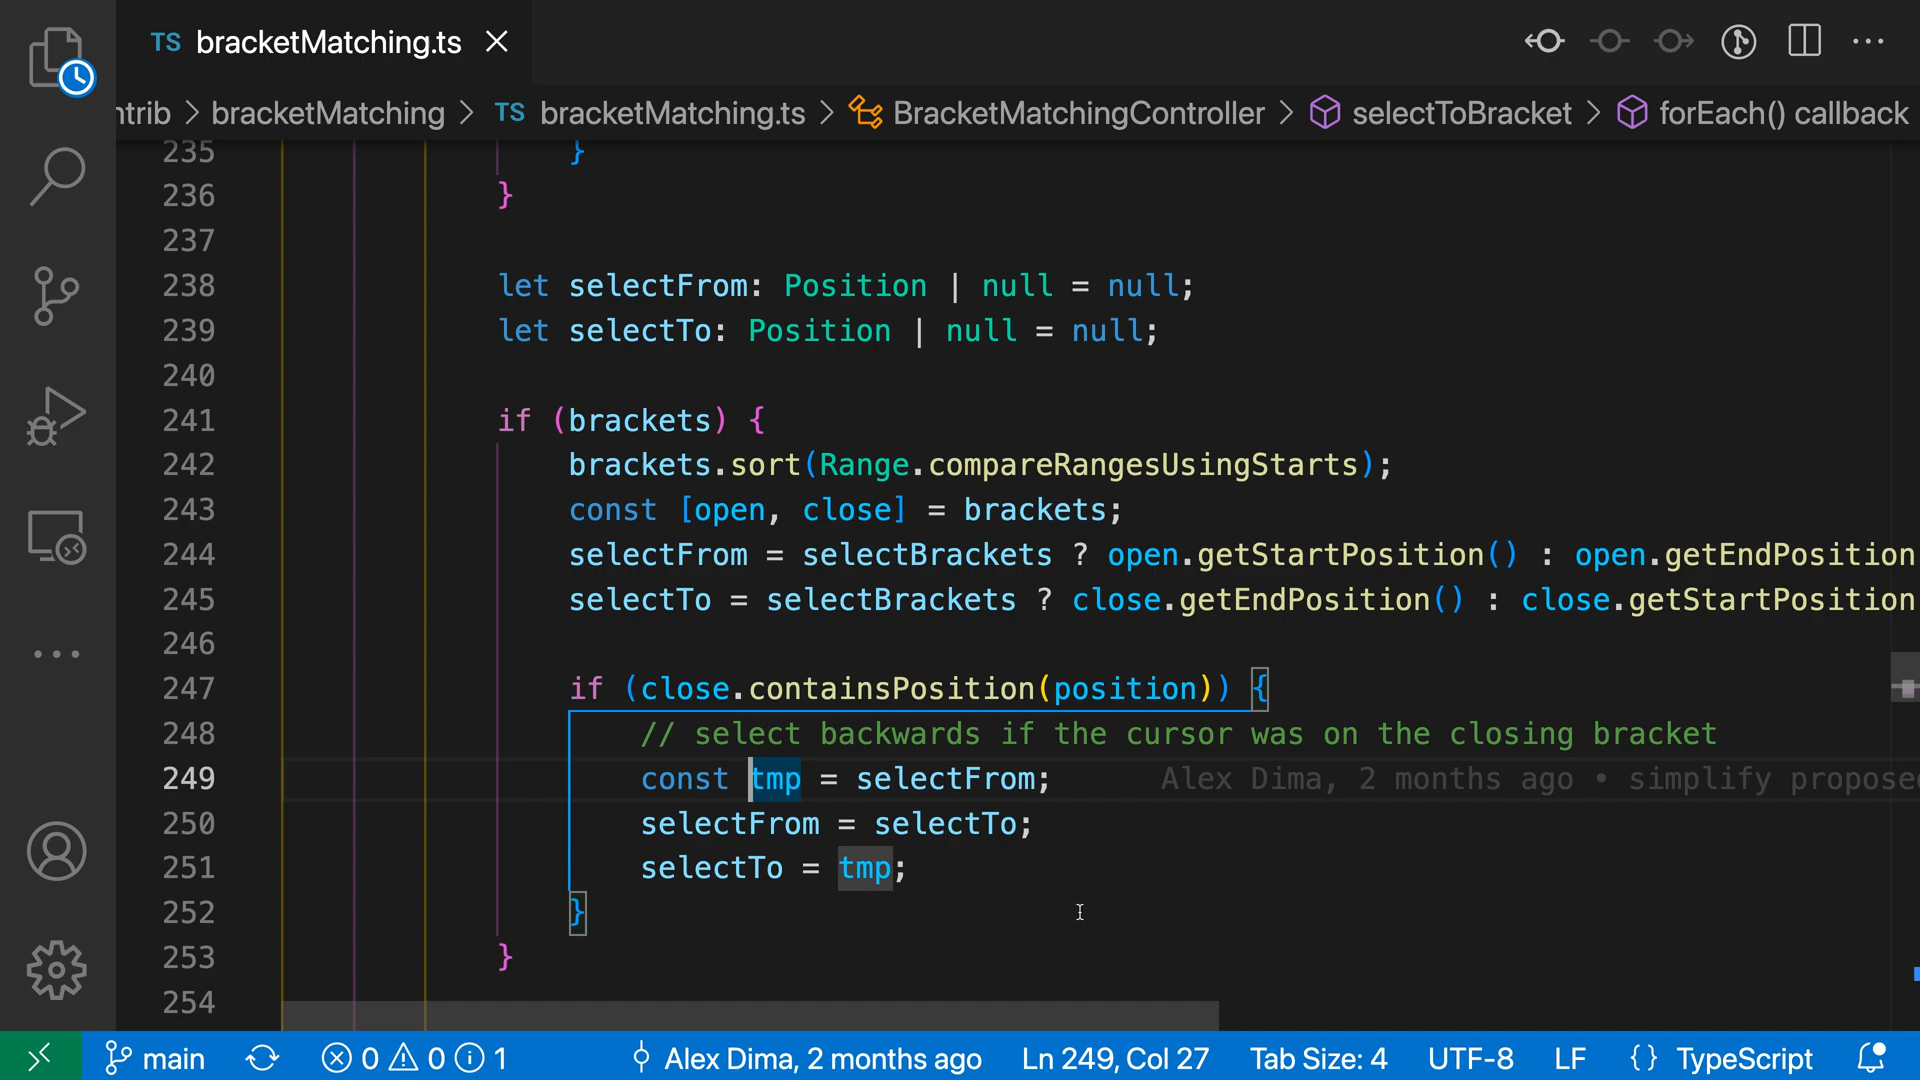 TS bracketMatching.ts
ntrib > bracketMatching > TS bracketMatching.ts > BracketMatchingController > selectToBracket > forEach() callback
235 }
236 }
237
238 let selectFrom: Position | null = null;
239 let selectTo: Position | null = null;
240
241 if (brackets) {
242 brackets.sort(Range.compareRangesUsingStarts);
243 const [open, close] = brackets;
244 selectFrom = selectBrackets ? open.getStartPosition() : open.getEndPosition
245 selectTo = selectBrackets ? close.getEndPosition() : close.getStartPosition
246
247 if (close.containsPosition(position)) {
248 // select backwards if the cursor was on the closing bracket
249 const tmp = selectFrom; Alex Dima, 2 months ago • simplify proposed
250 selectFrom = selectTo;
251 selectTo = tmp;
252 }
253 }
254
main 0 0 1 Alex Dima, 2 months ago Ln 249, Col 27 Tab Size: 4 UTF-8 LF {} TypeScript